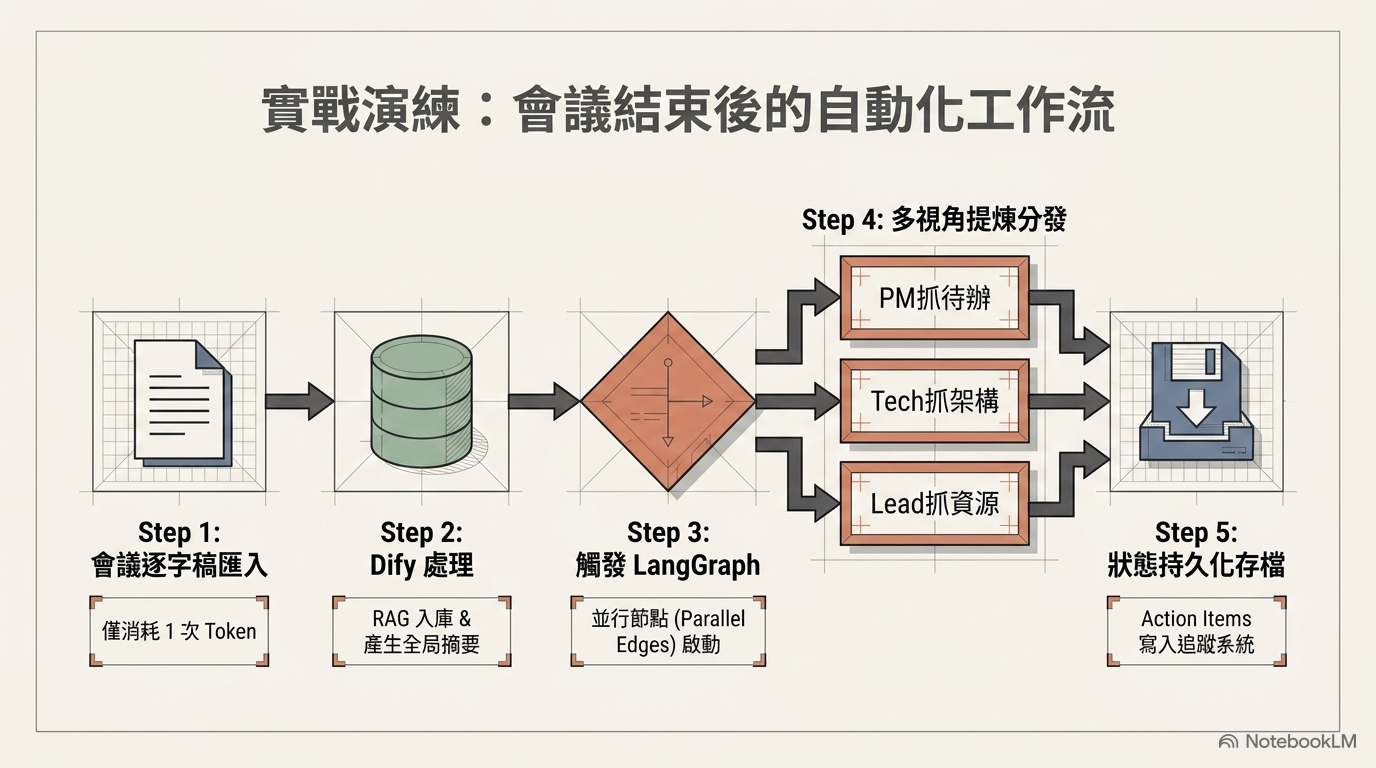 實戰演練：會議結束後的自動化工作流
Step 1:
會議逐字稿匯入
僅消耗 1 次 Token
Step 2:
Dify 處理
RAG 入庫 &
產生全局摘要
Step 3:
觸發 LangGraph
並行節點 (Parallel
Edges) 啟動
Step 4: 多視角提煉分發
PM抓待辦
Tech抓架構
Lead抓資源
Step 5:
狀態持久化存檔
Action Items
寫入追蹤系統
NotebookLM